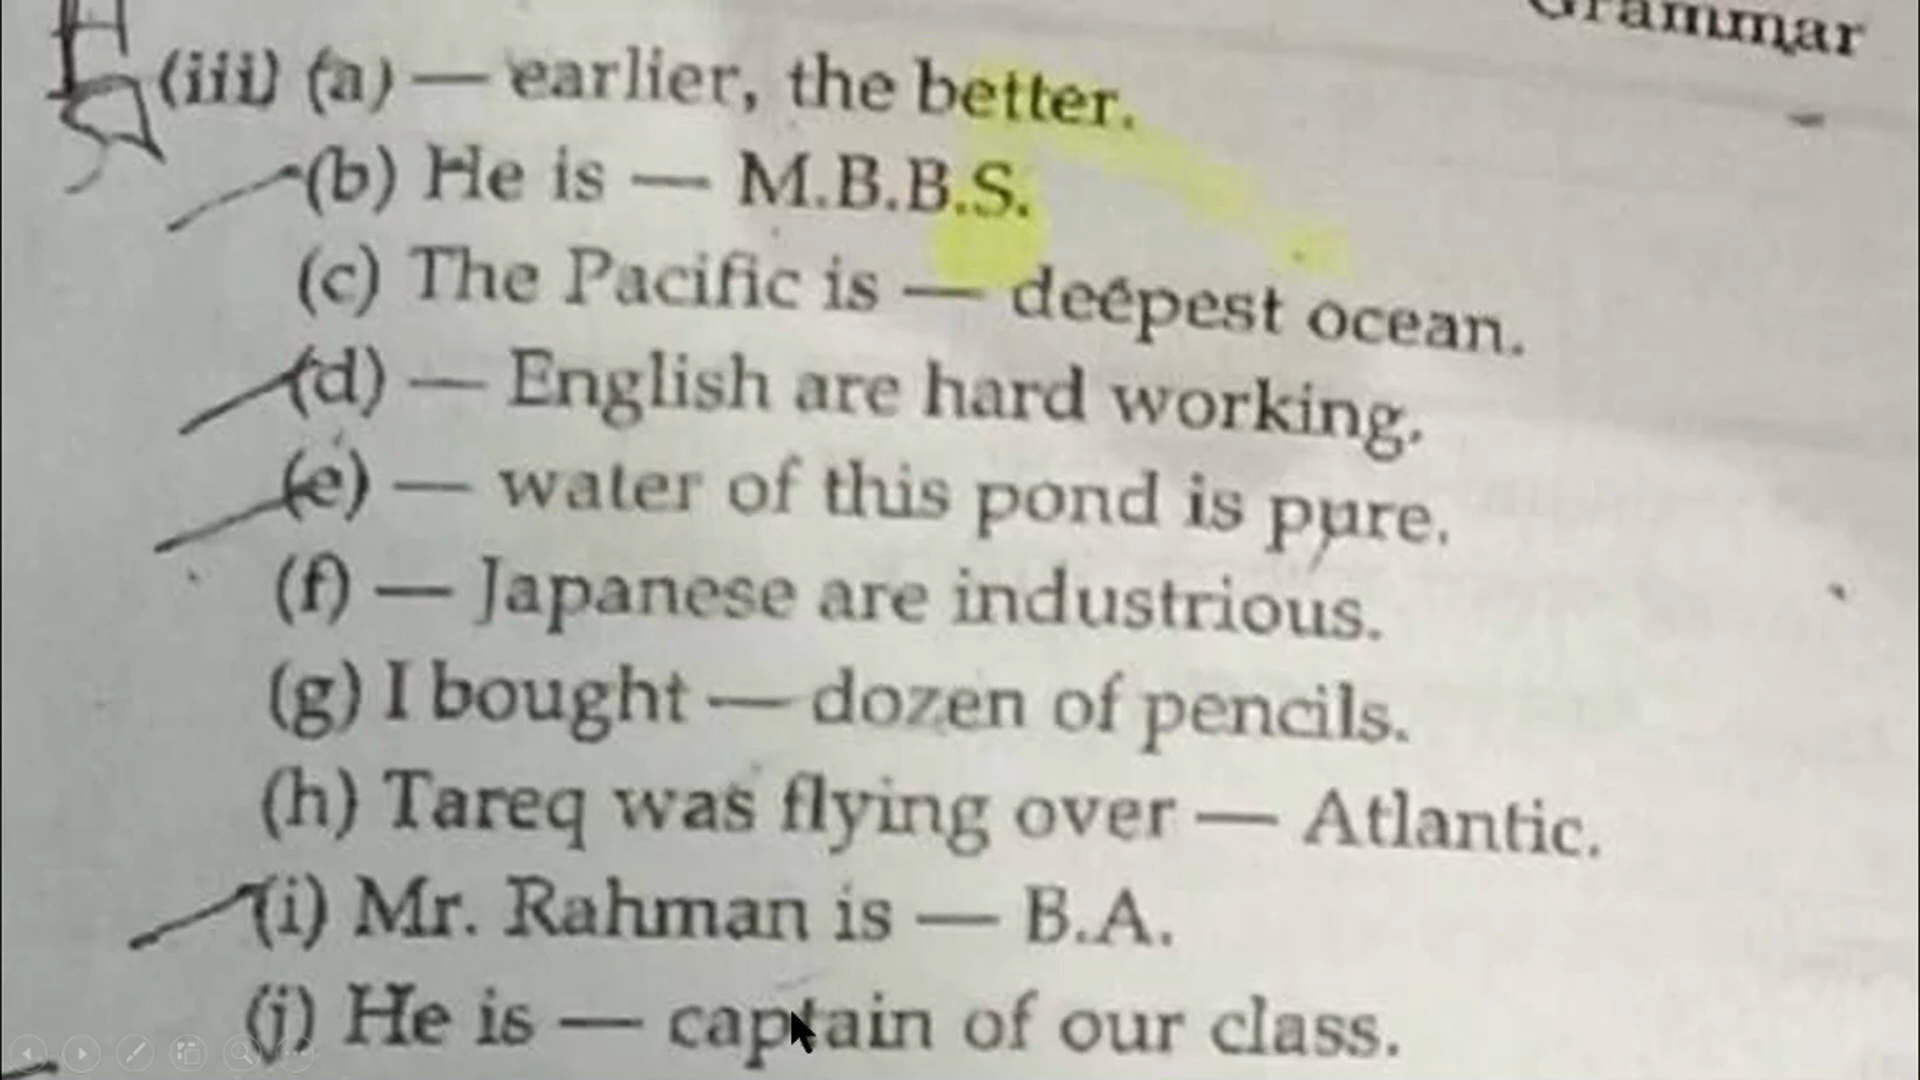 Grammar
(iii) (a) — earlier, the better.
(b) He is — M.B.B.S.
(c) The Pacific is — deepest ocean.
(d) — English are hard working.
(e) — water of this pond is pure.
(f) — Japanese are industrious.
(g) I bought — dozen of pencils.
(h) Tareq was flying over — Atlantic.
(i) Mr. Rahman is — B.A.
(j) He is — captain of our class.